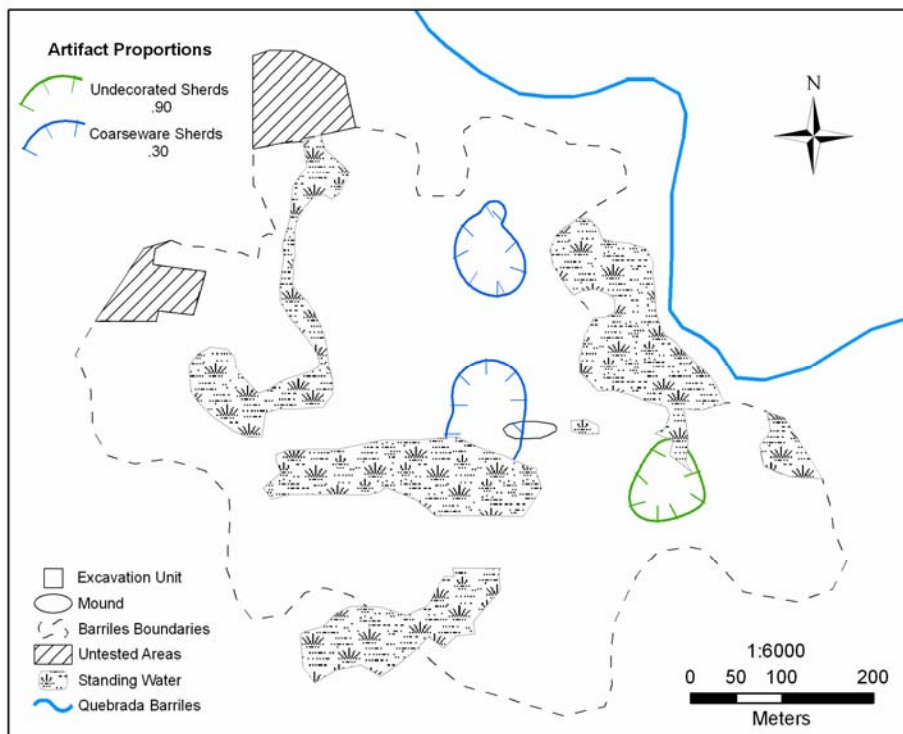 Artifact Proportions
Undecorated Sherds
.90
Coarseware Sherds
.30
N
Excavation Unit
Mound
Barriles Boundaries
Untested Areas
Standing Water
Quebrada Barriles
1:6000
0 50 100 200
Meters